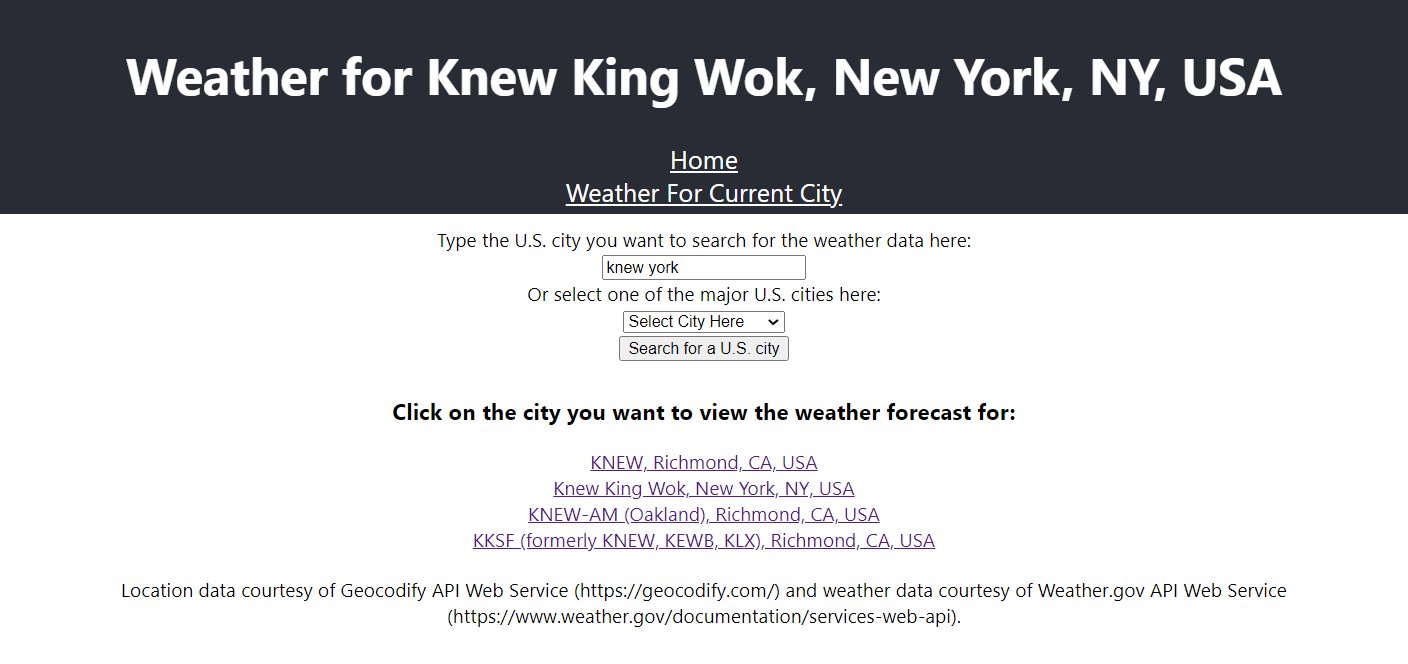 Weather for Knew King Wok, New York, NY, USA
Home
Weather For Current City
Type the U.S. city you want to search for the weather data here:
knew york
Or select one of the major U.S. cities here:
Select City Here
Search for a U.S. city
Click on the city you want to view the weather forecast for:
KNEW, Richmond, CA, USA
Knew King Wok, New York, NY, USA
KNEW-AM (Oakland), Richmond, CA, USA
KKSF (formerly KNEW, KEWB, KLX), Richmond, CA, USA
Location data courtesy of Geocodify API Web Service (https://geocodify.com/) and weather data courtesy of Weather.gov API Web Service
(https://www.weather.gov/documentation/services-web-api).